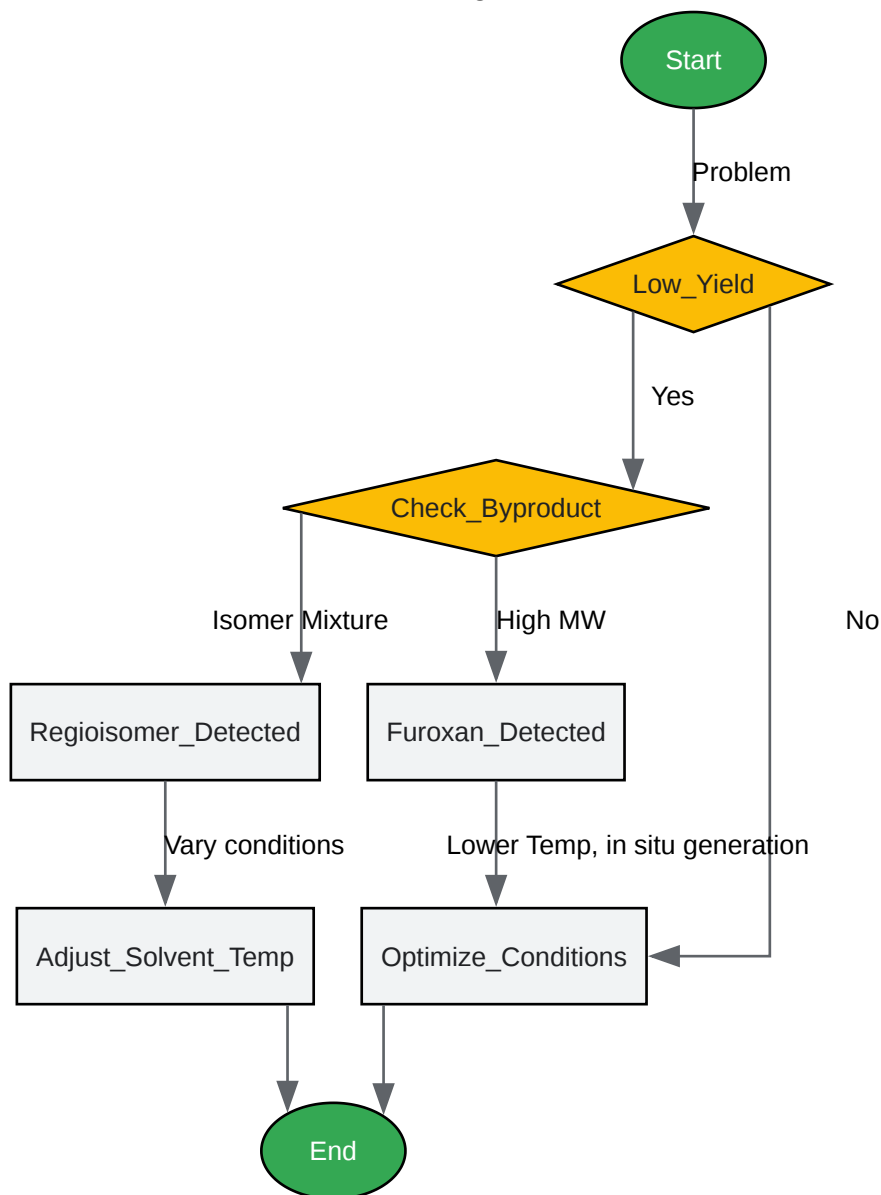 Start
Problem
Low_Yield
Yes
Check_Byproduct
Isomer Mixture
High MW
No
Regioisomer_Detected
Furoxan_Detected
Vary conditions
Lower Temp, in situ generation
Adjust_Solvent_Temp
Optimize_Conditions
End